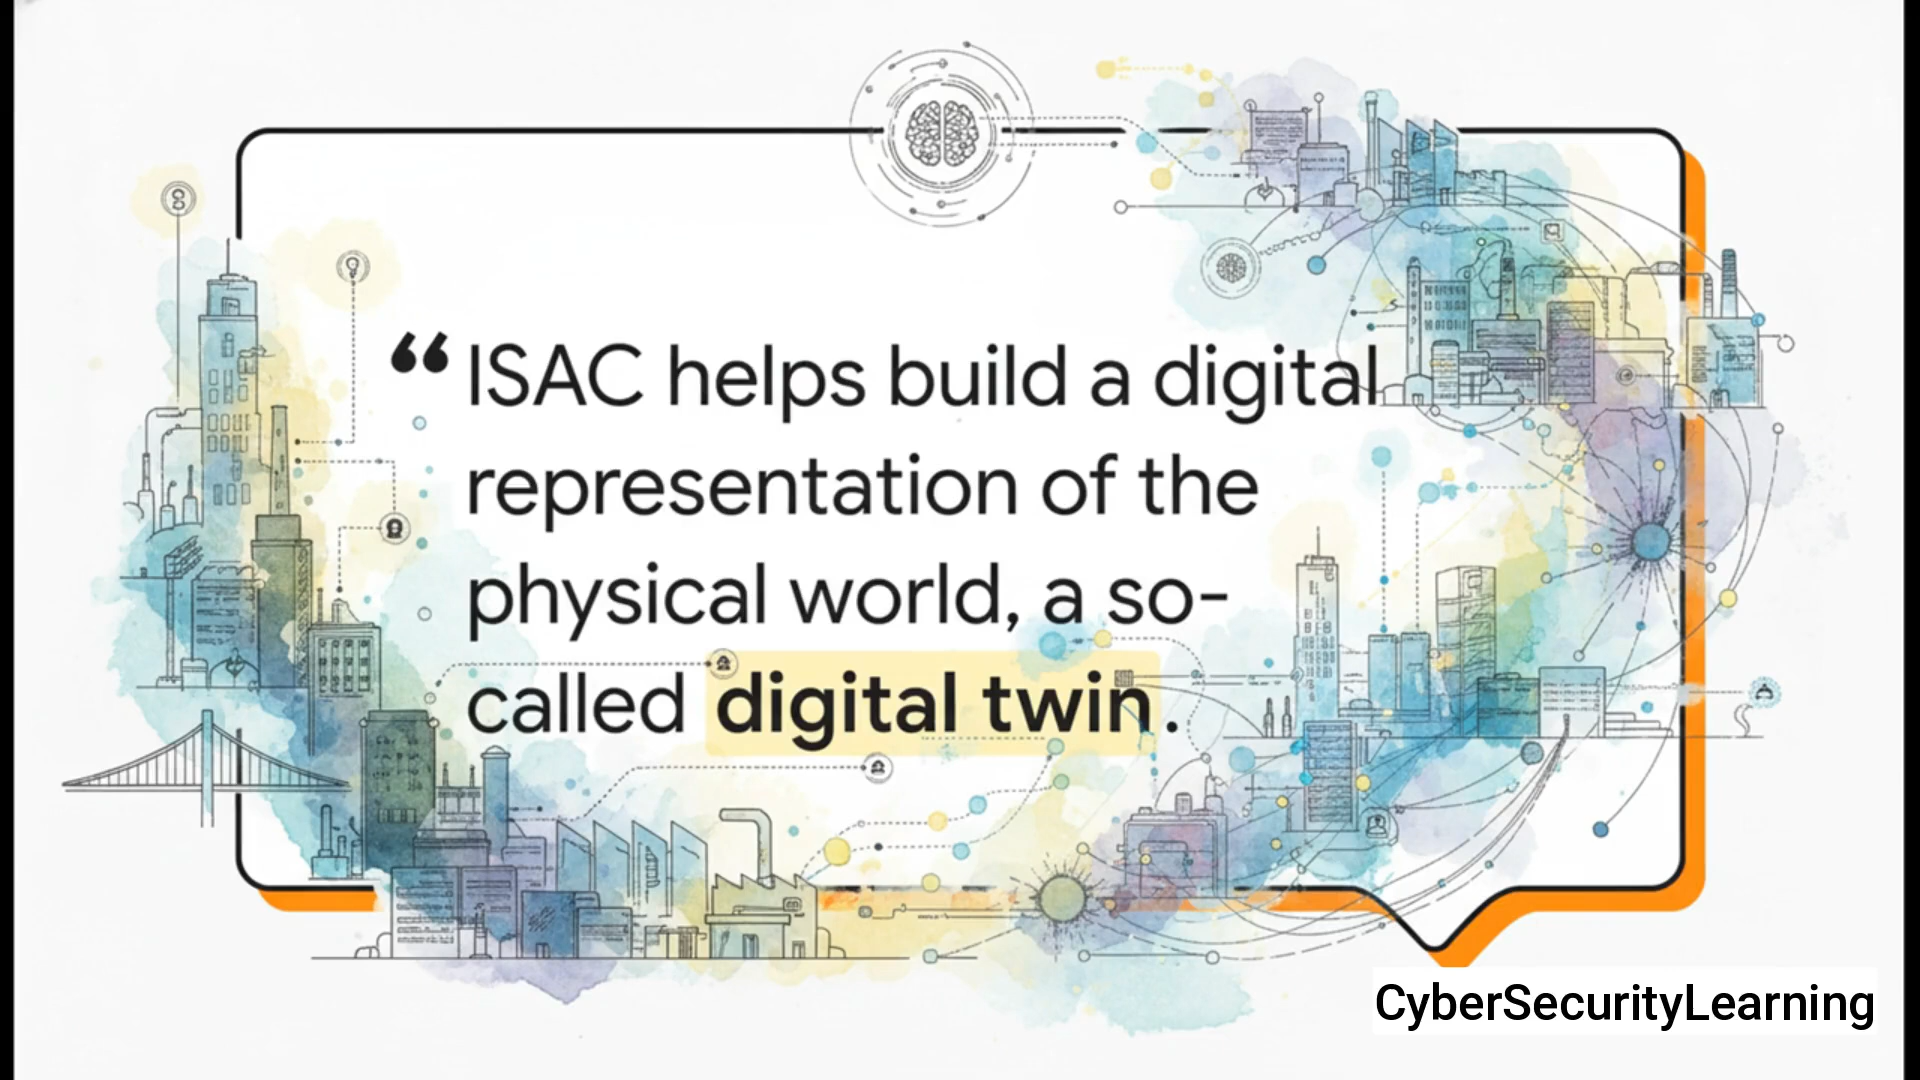 “ISAC helps build a digital
representation of the
physical world, a so-
called digital twin.
CyberSecurityLearning